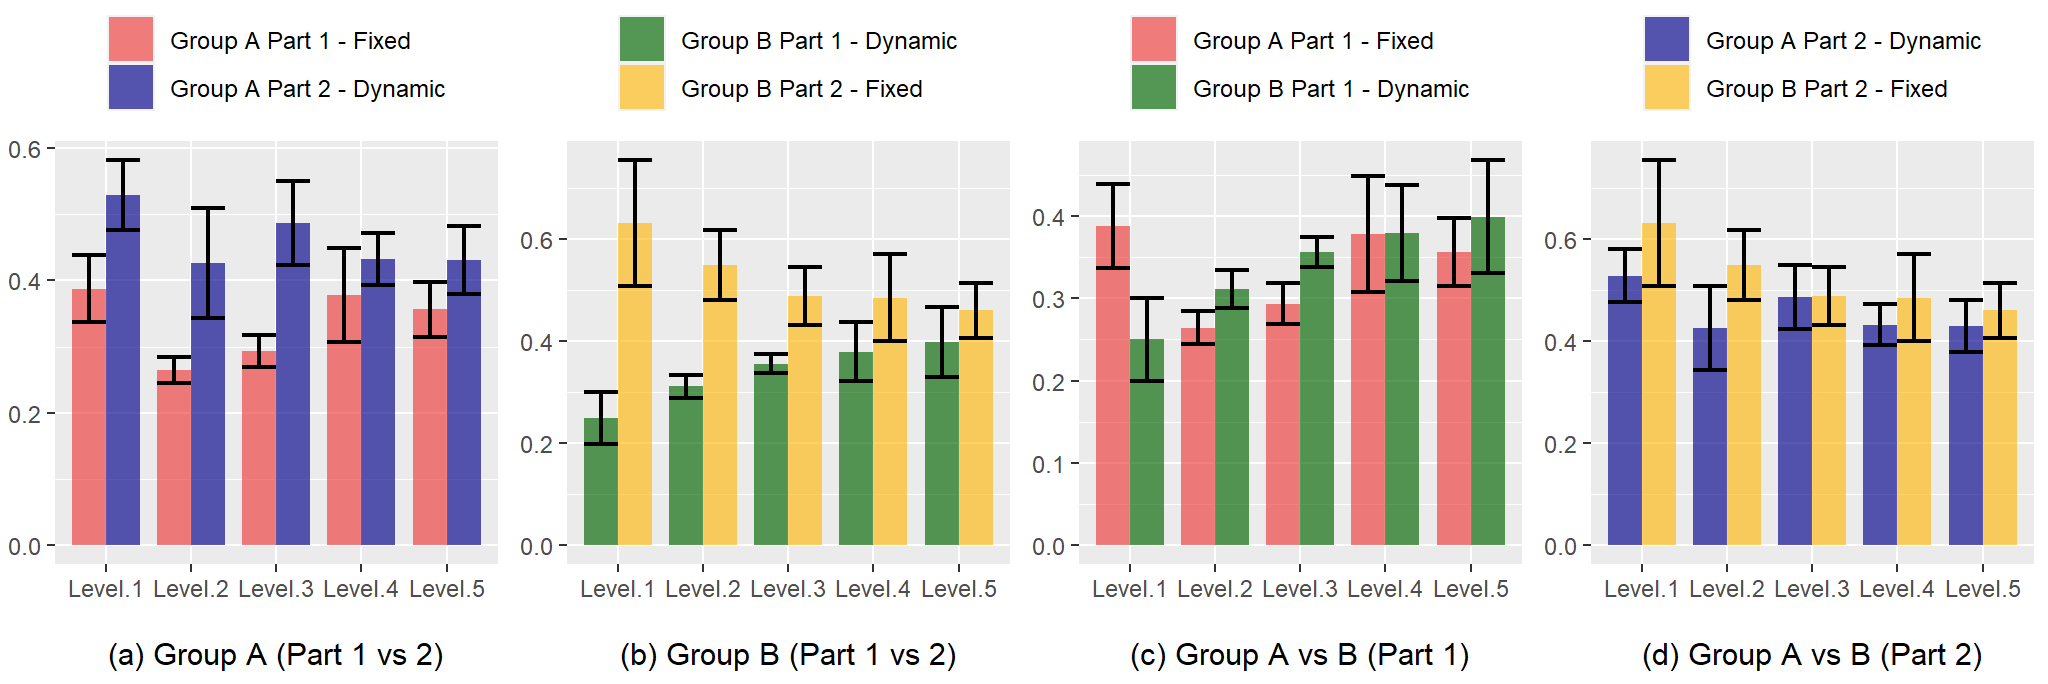 Group A Part 1 - Fixed
Group A Part 2 - Dynamic
0.6
0.4
0.2
0.0
Level.1 Level.2 Level.3 Level.4 Level.5
(a) Group A (Part 1 vs 2)
Group B Part 1 - Dynamic
Group B Part 2 - Fixed
0.6
0.4
0.2
0.0
Level.1 Level.2 Level.3 Level.4 Level.5
(b) Group B (Part 1 vs 2)
Group A Part 1 - Fixed
Group B Part 1 - Dynamic
0.4
0.3
0.2
0.1
0.0
Level.1 Level.2 Level.3 Level.4 Level.5
(c) Group A vs B (Part 1)
Group A Part 2 - Dynamic
Group B Part 2 - Fixed
0.6
0.4
0.2
0.0
Level.1 Level.2 Level.3 Level.4 Level.5
(d) Group A vs B (Part 2)